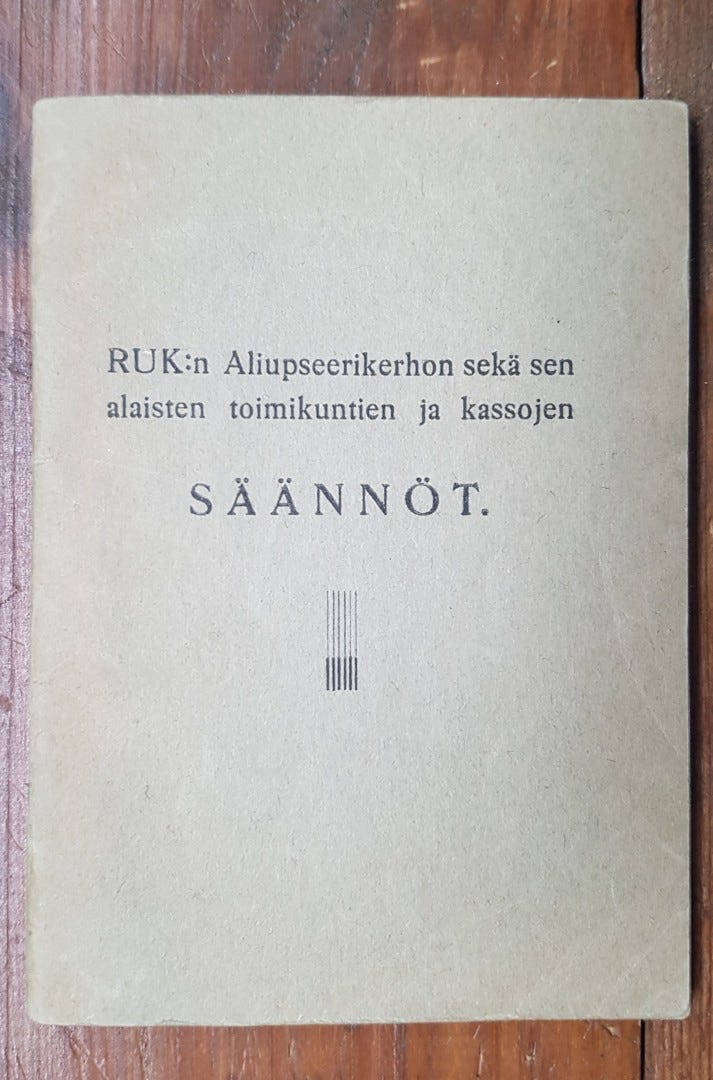 RUK:n Aliupseerikerhon sekä sen
alaisten toimikuntien ja kassojen
SÄÄNNÖT.